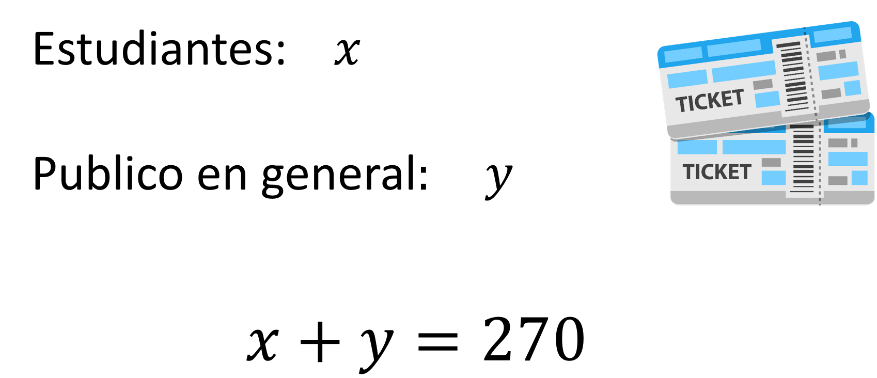 Estudiantes: x
TICKET
Publico en general: y
TICKET
x + y = 270